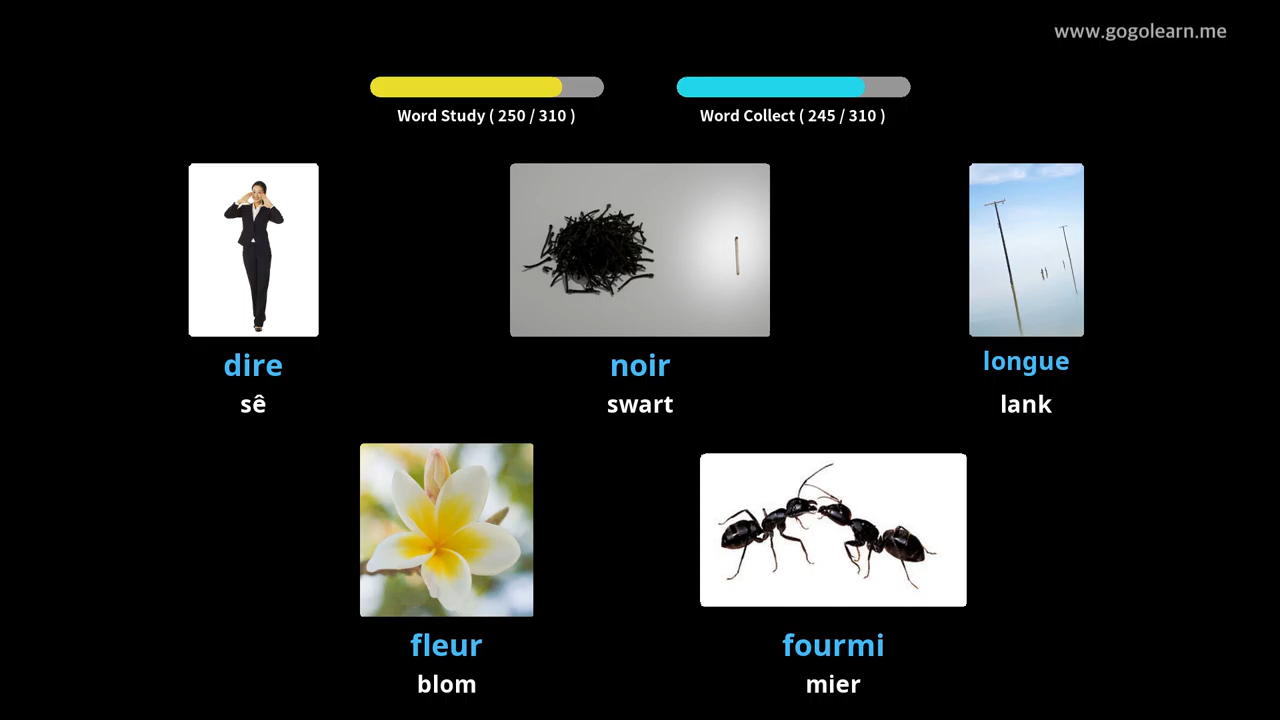 www.gogolearn.me
Word Study ( 250 / 310 )
Word Collect ( 245 / 310 )
dire
sê
noir
swart
longue
lank
fleur
blom
fourmi
mier